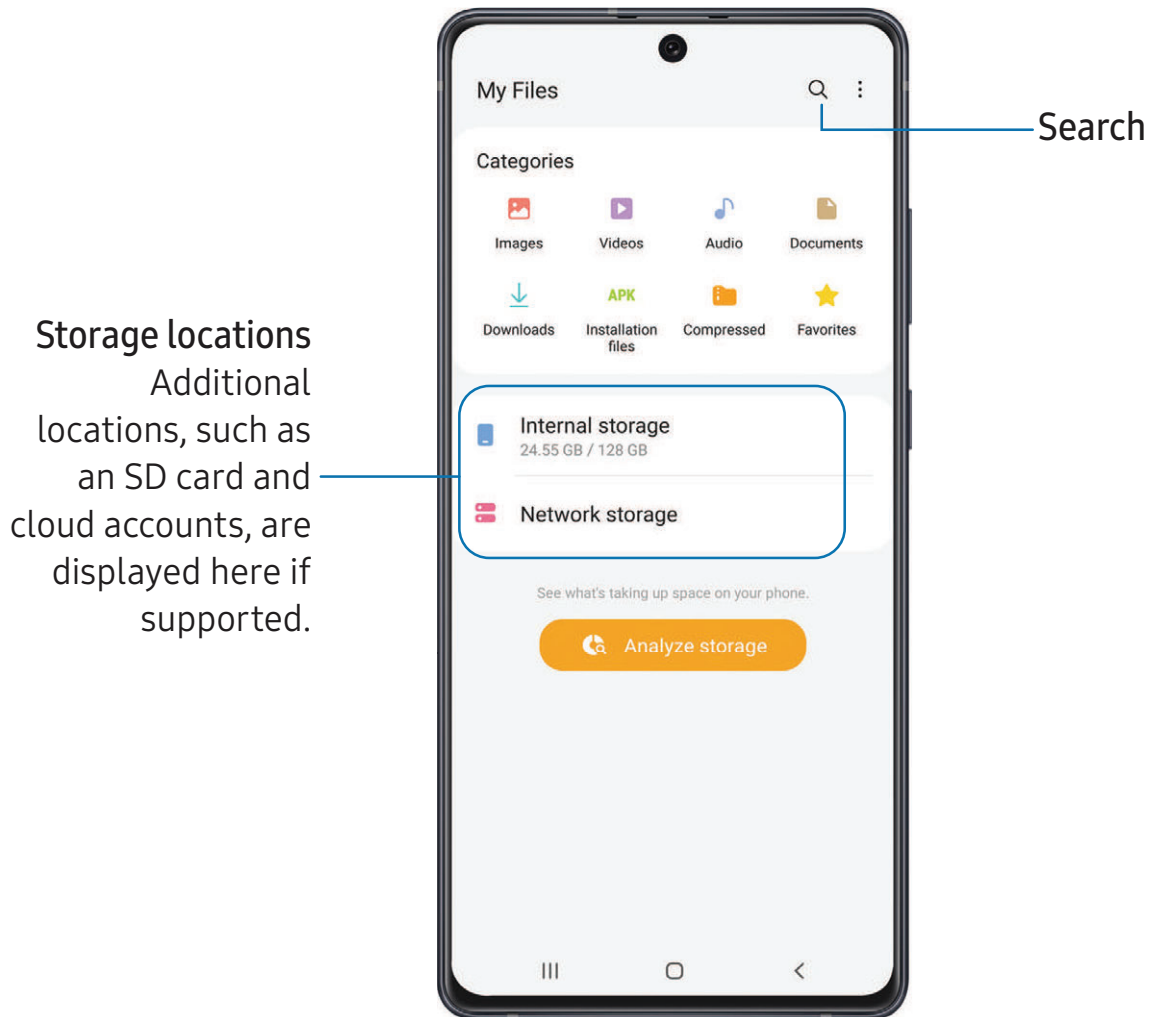 My Files
Search
Categories
Images Videos Audio Documents
APK
Downloads Installation files Compressed Favorites
Storage locations
Additional
locations, such as
an SD card and
cloud accounts, are
displayed here if
supported.
Internal storage
24.55 GB / 128 GB
Network storage
See what's taking up space on your phone.
Analyze storage